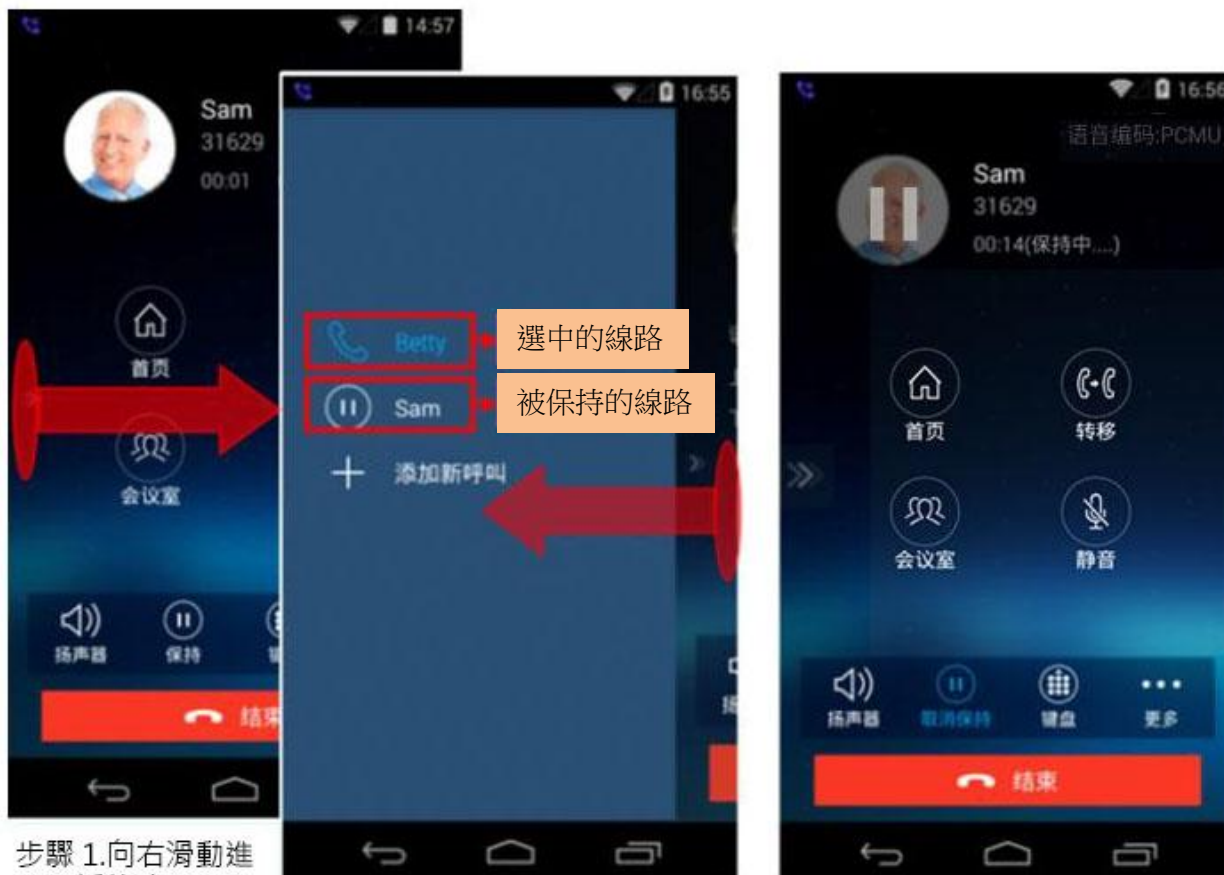 14:57
Sam
31629
00:01
首页
会议室
扬声器
保持
结束
步驟 1.向右滑動進
16:55
Betty
選中的線路
Sam
被保持的線路
添加新呼叫
16:56
语音编码:PCMU
Sam
31629
00:14(保持中....)
首页
转移
会议室
静音
扬声器
取消保持
键盘
更多
结束